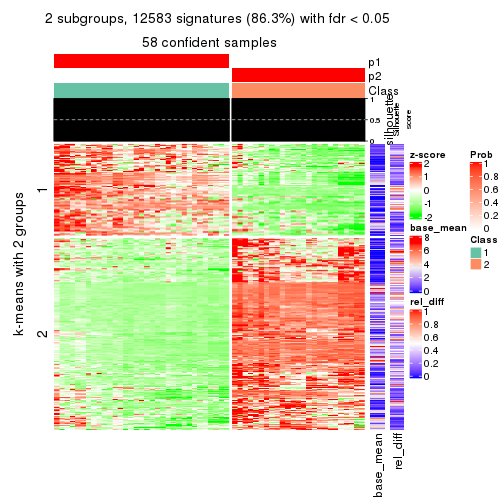 2 subgroups, 12583 signatures (86.3%) with fdr < 0.05
58 confident samples
p1
p2
Class
1
0.5
0
silhouette
Silhouette
score
k-means with 2 groups
1
2
z-score
2
1
0
-1
-2
base_mean
8
6
4
2
0
rel_diff
1
0.8
0.6
0.4
0.2
0
Prob
1
0.8
0.6
0.4
0.2
0
Class
1
2
base_mean
rel_diff